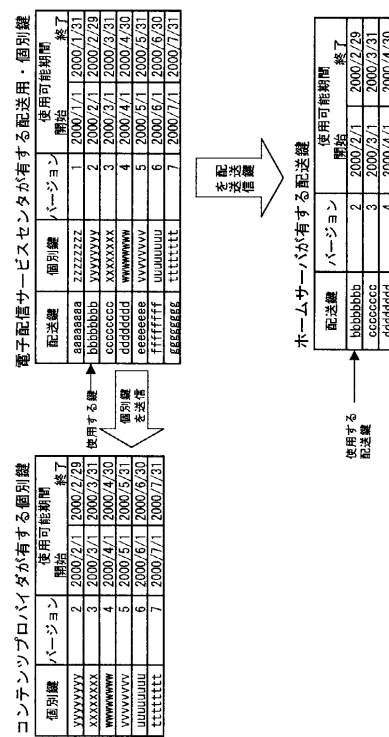 電子配信サービスセンタが有する配送用・個別鍵
配送鍵 個別鍵 バージョン 使用可能期間
開始 終了
aaaaaaaa zzzzzzzz 1 2000/1/1 2000/1/31
bbbbbbbb yyyyyyyy 2 2000/2/1 2000/2/29
cccccccc xxxxxxxx 3 2000/3/1 2000/3/31
dddddddd wwwwwwww 4 2000/4/1 2000/4/30
eeeeeeee vvvvvvvv 5 2000/5/1 2000/5/31
ffffffff uuuuuuuu 6 2000/6/1 2000/6/30
gggggggg tttttttt 7 2000/7/1 2000/7/31
使用する鍵
個別鍵
を送信
配送鍵
を送信
コンテンツプロバイダが有する個別鍵
個別鍵 バージョン 使用可能期間
開始 終了
yyyyyyyy 2 2000/2/1 2000/2/29
xxxxxxxx 3 2000/3/1 2000/3/31
wwwwwwww 4 2000/4/1 2000/4/30
vvvvvvvv 5 2000/5/1 2000/5/31
uuuuuuuu 6 2000/6/1 2000/6/30
tttttttt 7 2000/7/1 2000/7/31
ホームサーバが有する配送鍵
配送鍵 バージョン 使用可能期間
開始 終了
bbbbbbbb 2 2000/2/1 2000/2/29
cccccccc 3 2000/3/1 2000/3/31
dddddddd 4 2000/4/1 2000/4/30
使用する
配送鍵